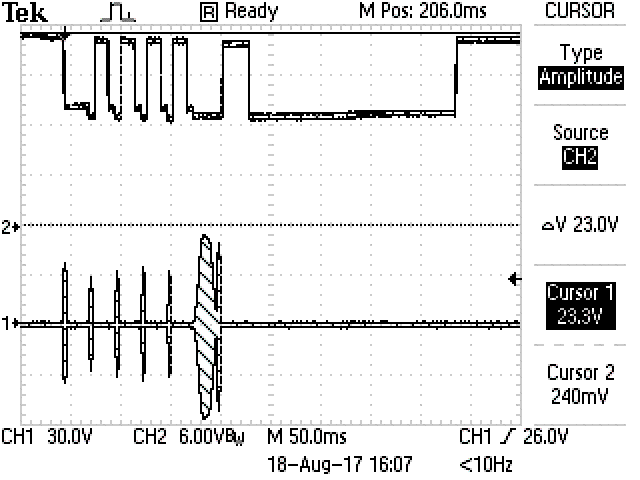 Tek R Ready M Pos: 206.0ms CURSOR
Type
Amplitude
Source
CH2
2
△V 23.0V
Cursor 1
23.3V
1
Cursor 2
240mV
CH1 30.0V CH2 6.00VBw M 50.0ms CH1 / 26.0V
18-Aug-17 16:07 <10Hz